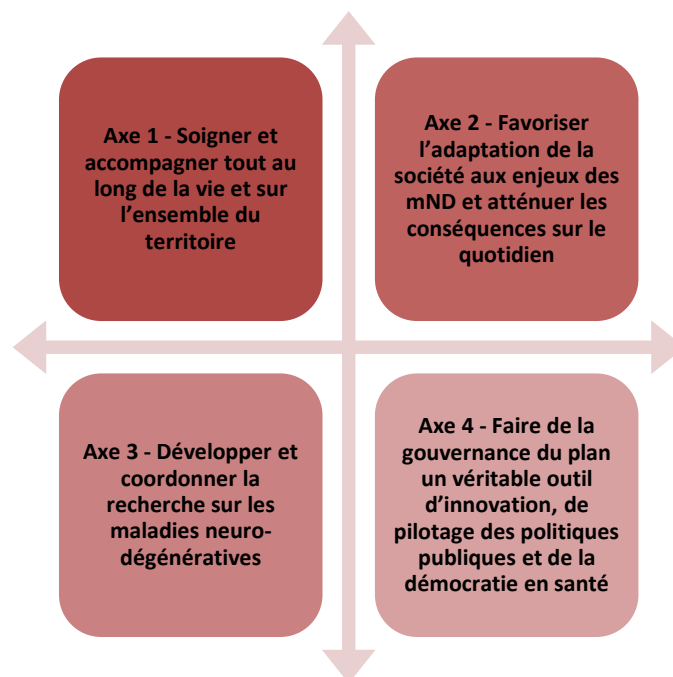 Axe 1 - Soigner et
accompagner tout au
long de la vie et sur
l’ensemble du
territoire
Axe 2 - Favoriser
l’adaptation de la
société aux enjeux des
mND et atténuer les
conséquences sur le
quotidien
Axe 3 - Développer et
coordonner la
recherche sur les
maladies neuro-
dégénératives
Axe 4 - Faire de la
gouvernance du plan
un véritable outil
d’innovation, de
pilotage des politiques
publiques et de la
démocratie en santé